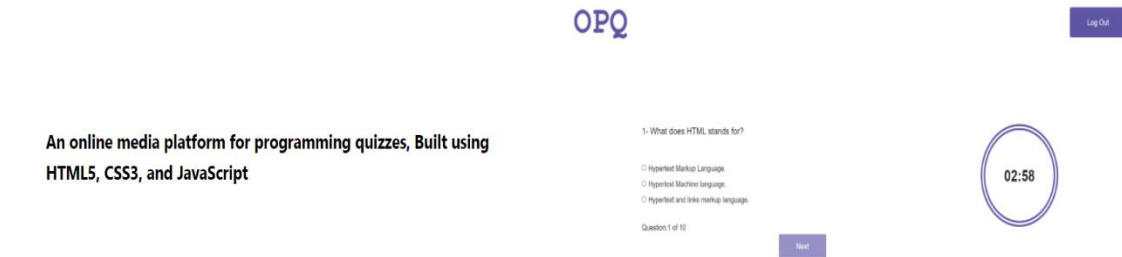 OPQ
Log Out
An online media platform for programming quizzes, Built using
HTML5, CSS3, and JavaScript
1- What does HTML stands for?
Hypertext Markup Language.
Hypertext Machine language.
Hypertext and links markup language.
02:58
Question:1 of 10
Next